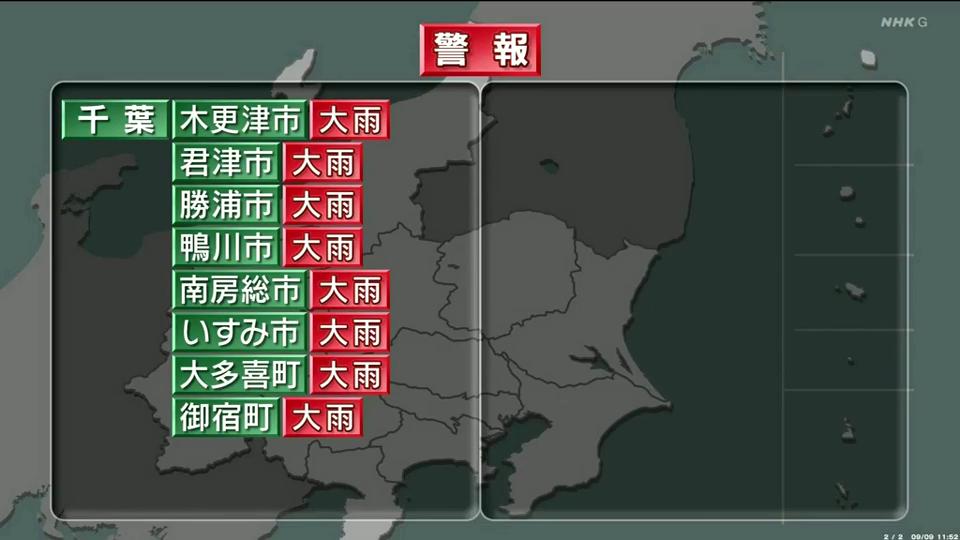 NHK G
警報
千葉 木更津市 大雨
君津市 大雨
勝浦市 大雨
鴨川市 大雨
南房総市 大雨
いすみ市 大雨
大多喜町 大雨
御宿町 大雨
2 / 2 09/09 11:52